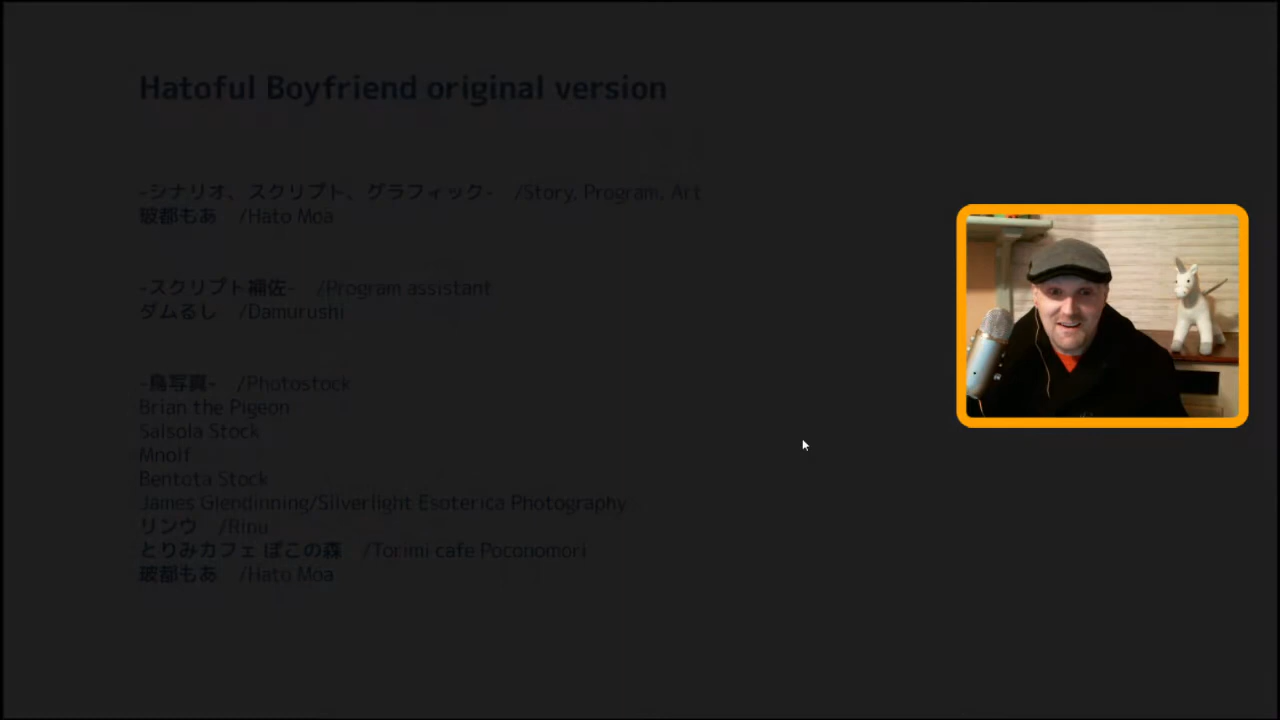 Hatoful Boyfriend original version
-シナリオ、スクリプト、グラフィック- /Story, Program, Art
玻都もあ /Hato Moa
-スクリプト補佐- /Program assistant
ダムるし /Damurushi
-鳥写真- /Photostock
Brian the Pigeon
Salsola Stock
Mnolf
Bentota Stock
James Glendinning/Silverlight Esoterica Photography
リンウ /Rinu
とりみカフェ ぽこの森 /Torimi cafe Poconomori
玻都もあ /Hato Moa